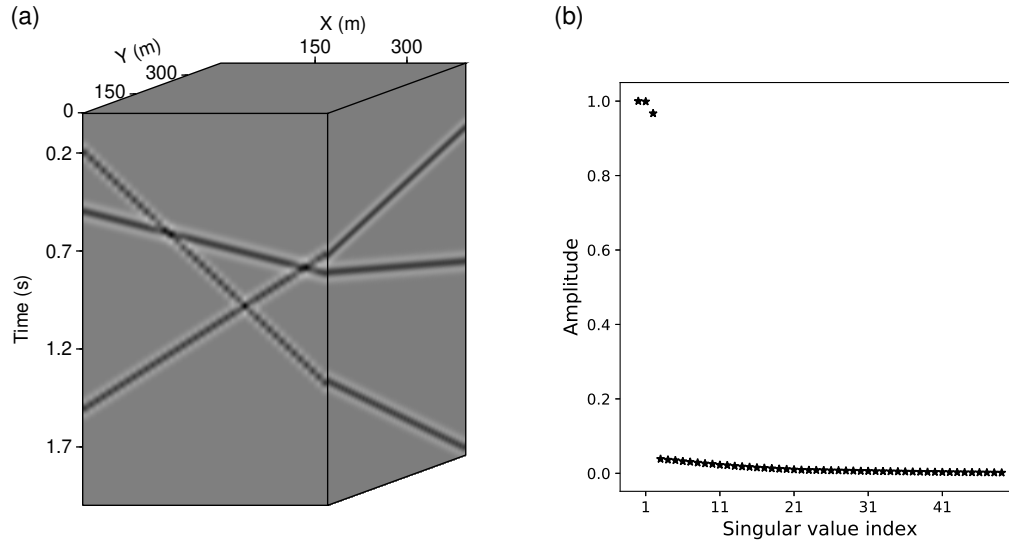 (a)
X (m)
150 300
Y (m)
300
150
0
0.2
0.7
1.2
1.7
Time (s)
(b)
1.0
0.8
0.6
0.4
0.2
0.0
Amplitude
1 11 21 31 41
Singular value index